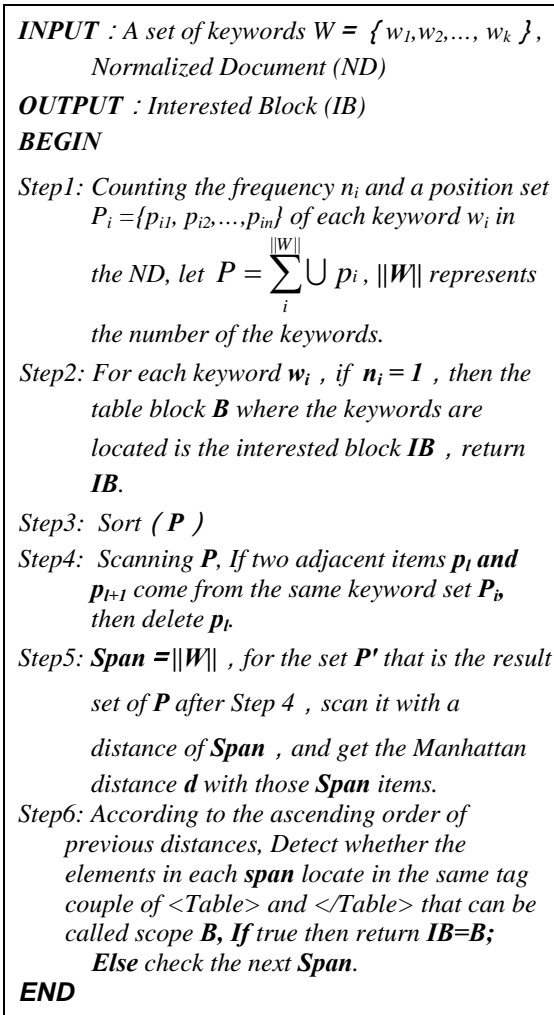 INPUT : A set of keywords W = { w1,w2,..., wk },
Normalized Document (ND)
OUTPUT : Interested Block (IB)
BEGIN
Step1: Counting the frequency ni and a position set
Pi ={pi1, pi2,...,pin} of each keyword wi in
the ND, let P = ∑_i^||W|| ⋃ pi , ||W|| represents
the number of the keywords.
Step2: For each keyword wi , if ni = 1 , then the
table block B where the keywords are
located is the interested block IB , return
IB.
Step3: Sort ( P )
Step4: Scanning P, If two adjacent items pl and
pl+1 come from the same keyword set Pi,
then delete pl.
Step5: Span =||W|| , for the set P' that is the result
set of P after Step 4 , scan it with a
distance of Span , and get the Manhattan
distance d with those Span items.
Step6: According to the ascending order of
previous distances, Detect whether the
elements in each span locate in the same tag
couple of <Table> and </Table> that can be
called scope B, If true then return IB=B;
Else check the next Span.
END